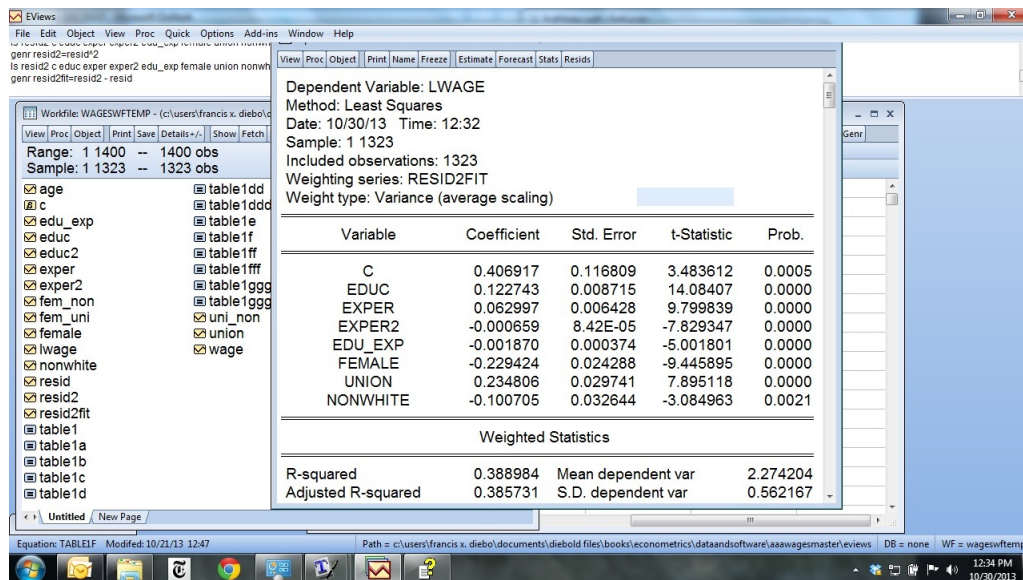 EViews
File Edit Object View Proc Quick Options Add-ins Window Help
ls resid2 c educ exper exper2 edu_exp female union nonwh
genr resid2=resid^2
ls resid2 c educ exper exper2 edu_exp female union nonwh
genr resid2fit=resid2 - resid
View Proc Object Print Name Freeze Estimate Forecast Stats Resids
Dependent Variable: LWAGE
Method: Least Squares
Date: 10/30/13 Time: 12:32
Sample: 1 1323
Included observations: 1323
Weighting series: RESID2FIT
Weight type: Variance (average scaling)
Variable Coefficient Std. Error t-Statistic Prob.
C 0.406917 0.116809 3.483612 0.0005
EDUC 0.122743 0.008715 14.08407 0.0000
EXPER 0.062997 0.006428 9.799839 0.0000
EXPER2 -0.000659 8.42E-05 -7.829347 0.0000
EDU_EXP -0.001870 0.000374 -5.001801 0.0000
FEMALE -0.229424 0.024288 -9.445895 0.0000
UNION 0.234806 0.029741 7.895118 0.0000
NONWHITE -0.100705 0.032644 -3.084963 0.0021
Weighted Statistics
R-squared 0.388984 Mean dependent var 2.274204
Adjusted R-squared 0.385731 S.D. dependent var 0.562167
Workfile: WAGESWFTEMP - (c:\users\francis x. diebo\d
View Proc Object Print Save Details+/- Show Fetch
Genr
Range: 1 1400 -- 1400 obs
Sample: 1 1323 -- 1323 obs
age
c
edu_exp
educ
educ2
exper
exper2
fem_non
fem_uni
female
lwage
nonwhite
resid
resid2
resid2fit
table1
table1a
table1b
table1c
table1d
table1dd
table1ddd
table1e
table1f
table1ff
table1fff
table1ggg
table1ggg
uni_non
union
wage
Untitled New Page
Equation: TABLE1F Modifed: 10/21/13 12:47
Path = c:\users\francis x. diebo\documents\diebold files\books\econometrics\dataandsoftware\aaawagesmaster\eviews DB = none WF = wageswftemp
12:34 PM
10/30/2013